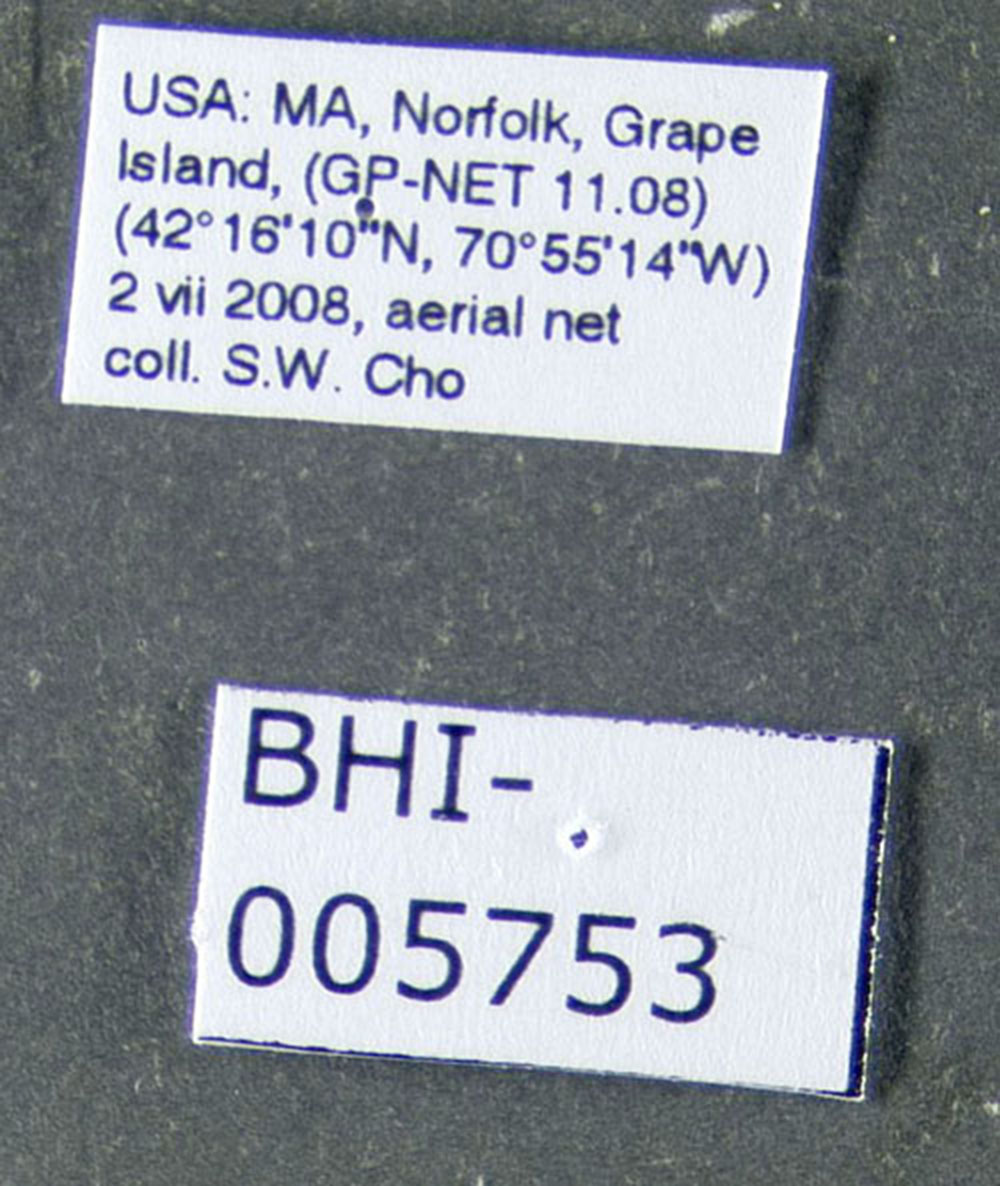 USA: MA, Norfolk, Grape
Island, (GP-NET 11.08)
(42°16'10"N, 70°55'14"W)
2 vii 2008, aerial net
coll. S.W. Cho
BHI-
005753